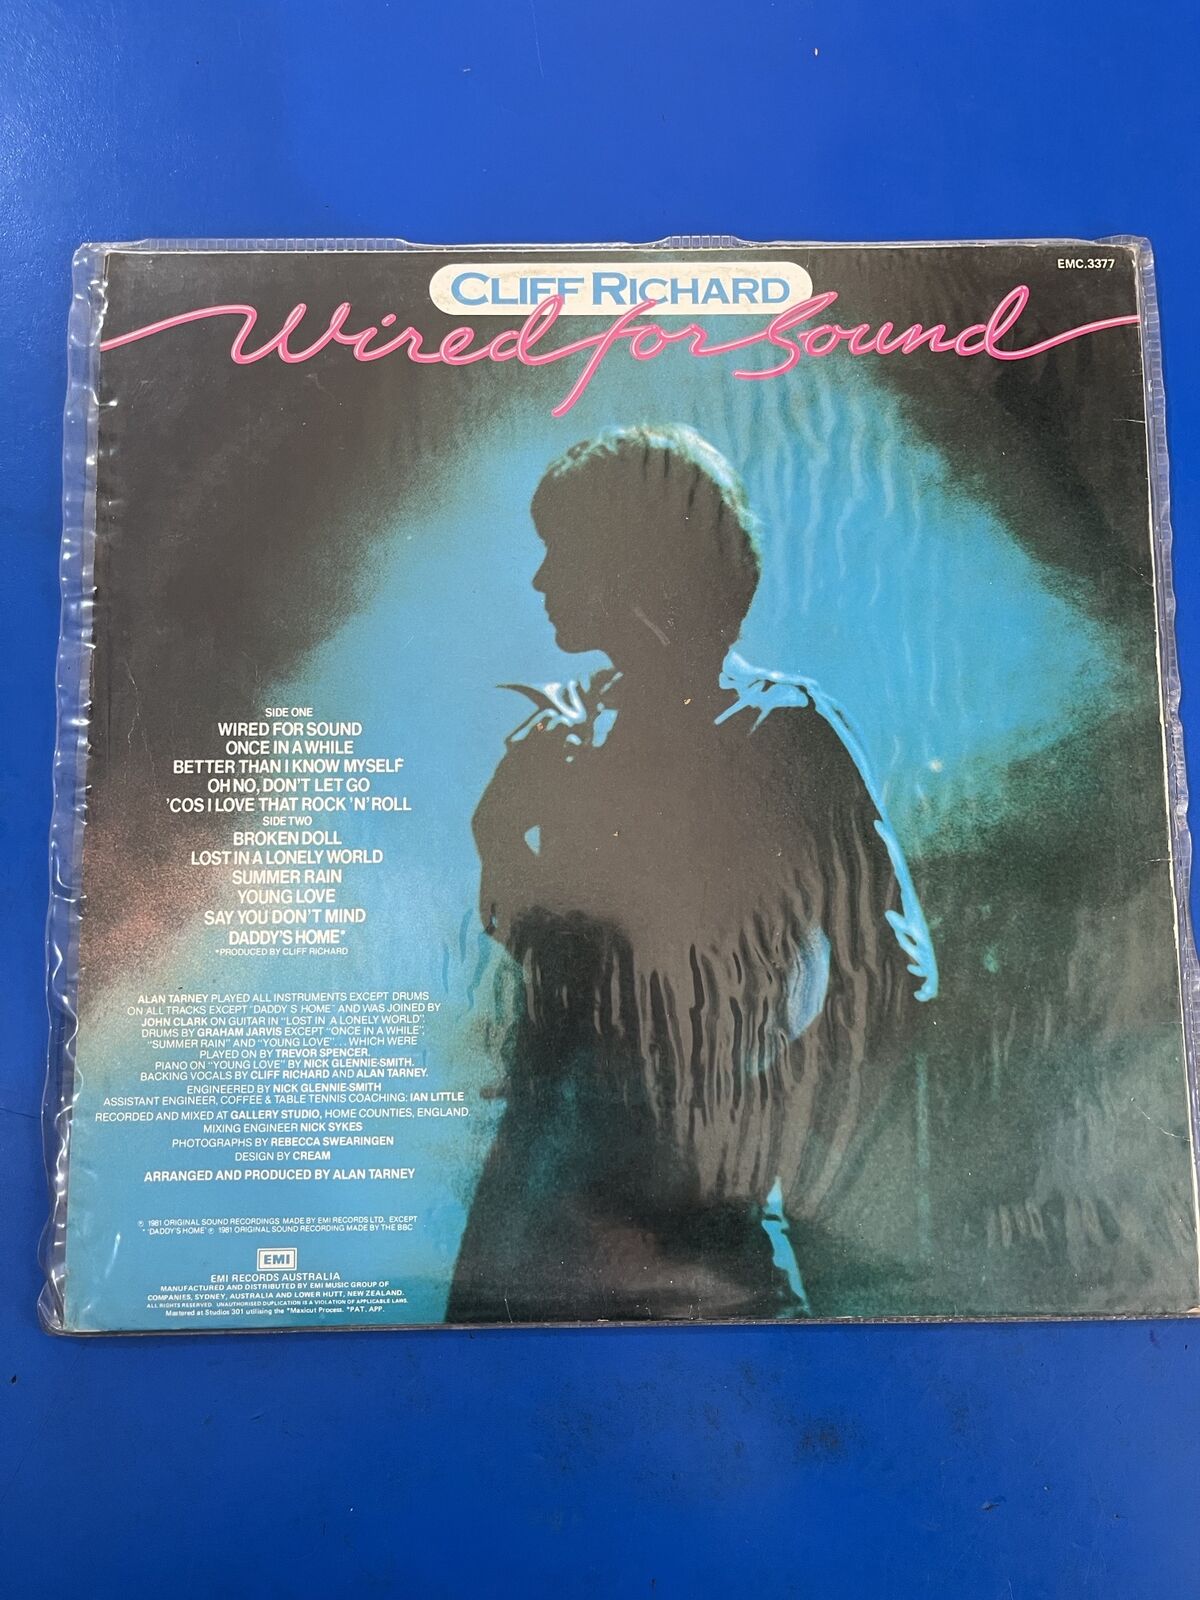 EMC.3377
CLIFF RICHARD
Wired for Sound
SIDE ONE
WIRED FOR SOUND
ONCE IN A WHILE
BETTER THAN I KNOW MYSELF
OH NO, DON'T LET GO
'COS I LOVE THAT ROCK 'N' ROLL
SIDE TWO
BROKEN DOLL
LOST IN A LONELY WORLD
SUMMER RAIN
YOUNG LOVE
SAY YOU DON'T MIND
DADDY'S HOME*
*PRODUCED BY CLIFF RICHARD
ALAN TARNEY PLAYED ALL INSTRUMENTS EXCEPT DRUMS
ON ALL TRACKS EXCEPT "DADDY'S HOME" AND WAS JOINED BY
JOHN CLARK ON GUITAR IN "LOST IN A LONELY WORLD".
DRUMS BY GRAHAM JARVIS EXCEPT "ONCE IN A WHILE",
"SUMMER RAIN" AND "YOUNG LOVE"... WHICH WERE
PLAYED ON BY TREVOR SPENCER.
PIANO ON "YOUNG LOVE" BY NICK GLENNIE-SMITH.
BACKING VOCALS BY CLIFF RICHARD AND ALAN TARNEY.
ENGINEERED BY NICK GLENNIE-SMITH
ASSISTANT ENGINEER, COFFEE & TABLE TENNIS COACHING: IAN LITTLE
RECORDED AND MIXED AT GALLERY STUDIO, HOME COUNTIES, ENGLAND.
MIXING ENGINEER NICK SYKES
PHOTOGRAPHS BY REBECCA SWEARINGEN
DESIGN BY CREAM
ARRANGED AND PRODUCED BY ALAN TARNEY
℗ 1981 ORIGINAL SOUND RECORDINGS MADE BY EMI RECORDS LTD. EXCEPT
* 'DADDY'S HOME' ℗ 1981 ORIGINAL SOUND RECORDING MADE BY THE BBC
EMI
EMI RECORDS AUSTRALIA
MANUFACTURED AND DISTRIBUTED BY EMI MUSIC GROUP OF
COMPANIES, SYDNEY, AUSTRALIA AND LOWER HUTT, NEW ZEALAND.
ALL RIGHTS RESERVED. UNAUTHORISED DUPLICATION IS A VIOLATION OF APPLICABLE LAWS.
Mastered at Studios 301 utilising the *Maxicut Process. *PAT. APP.